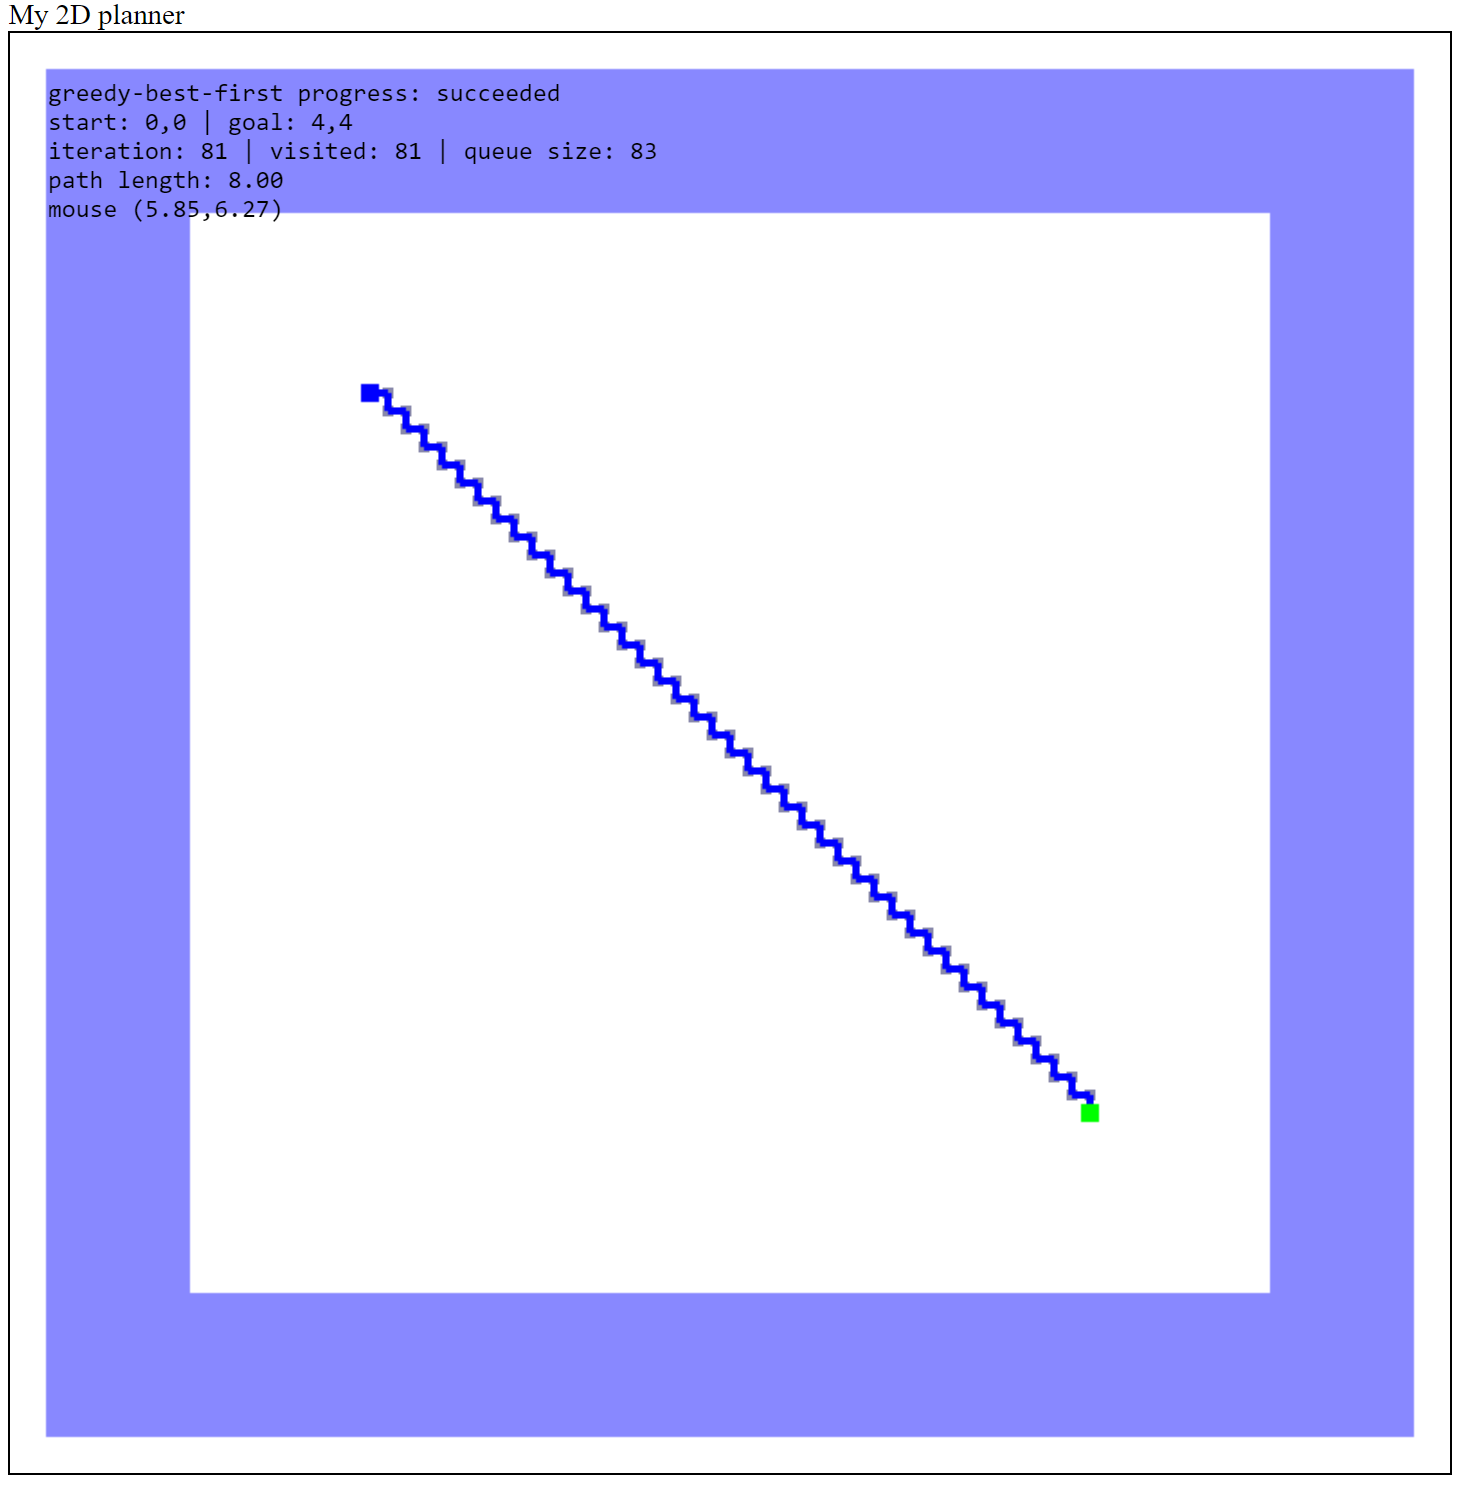 My 2D planner
greedy-best-first progress: succeeded
start: 0,0 | goal: 4,4
iteration: 81 | visited: 81 | queue size: 83
path length: 8.00
mouse (5.85,6.27)